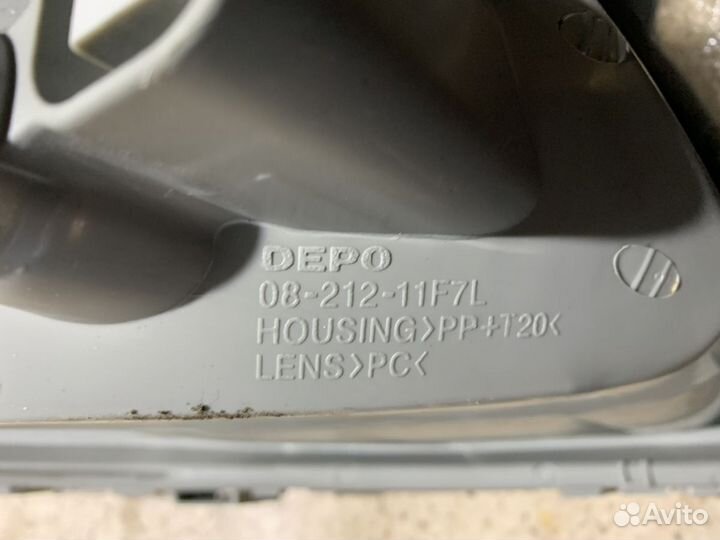 DEPO
08-212-11F7L
HOUSING>PP+T20<
LENS>PC<
Avito